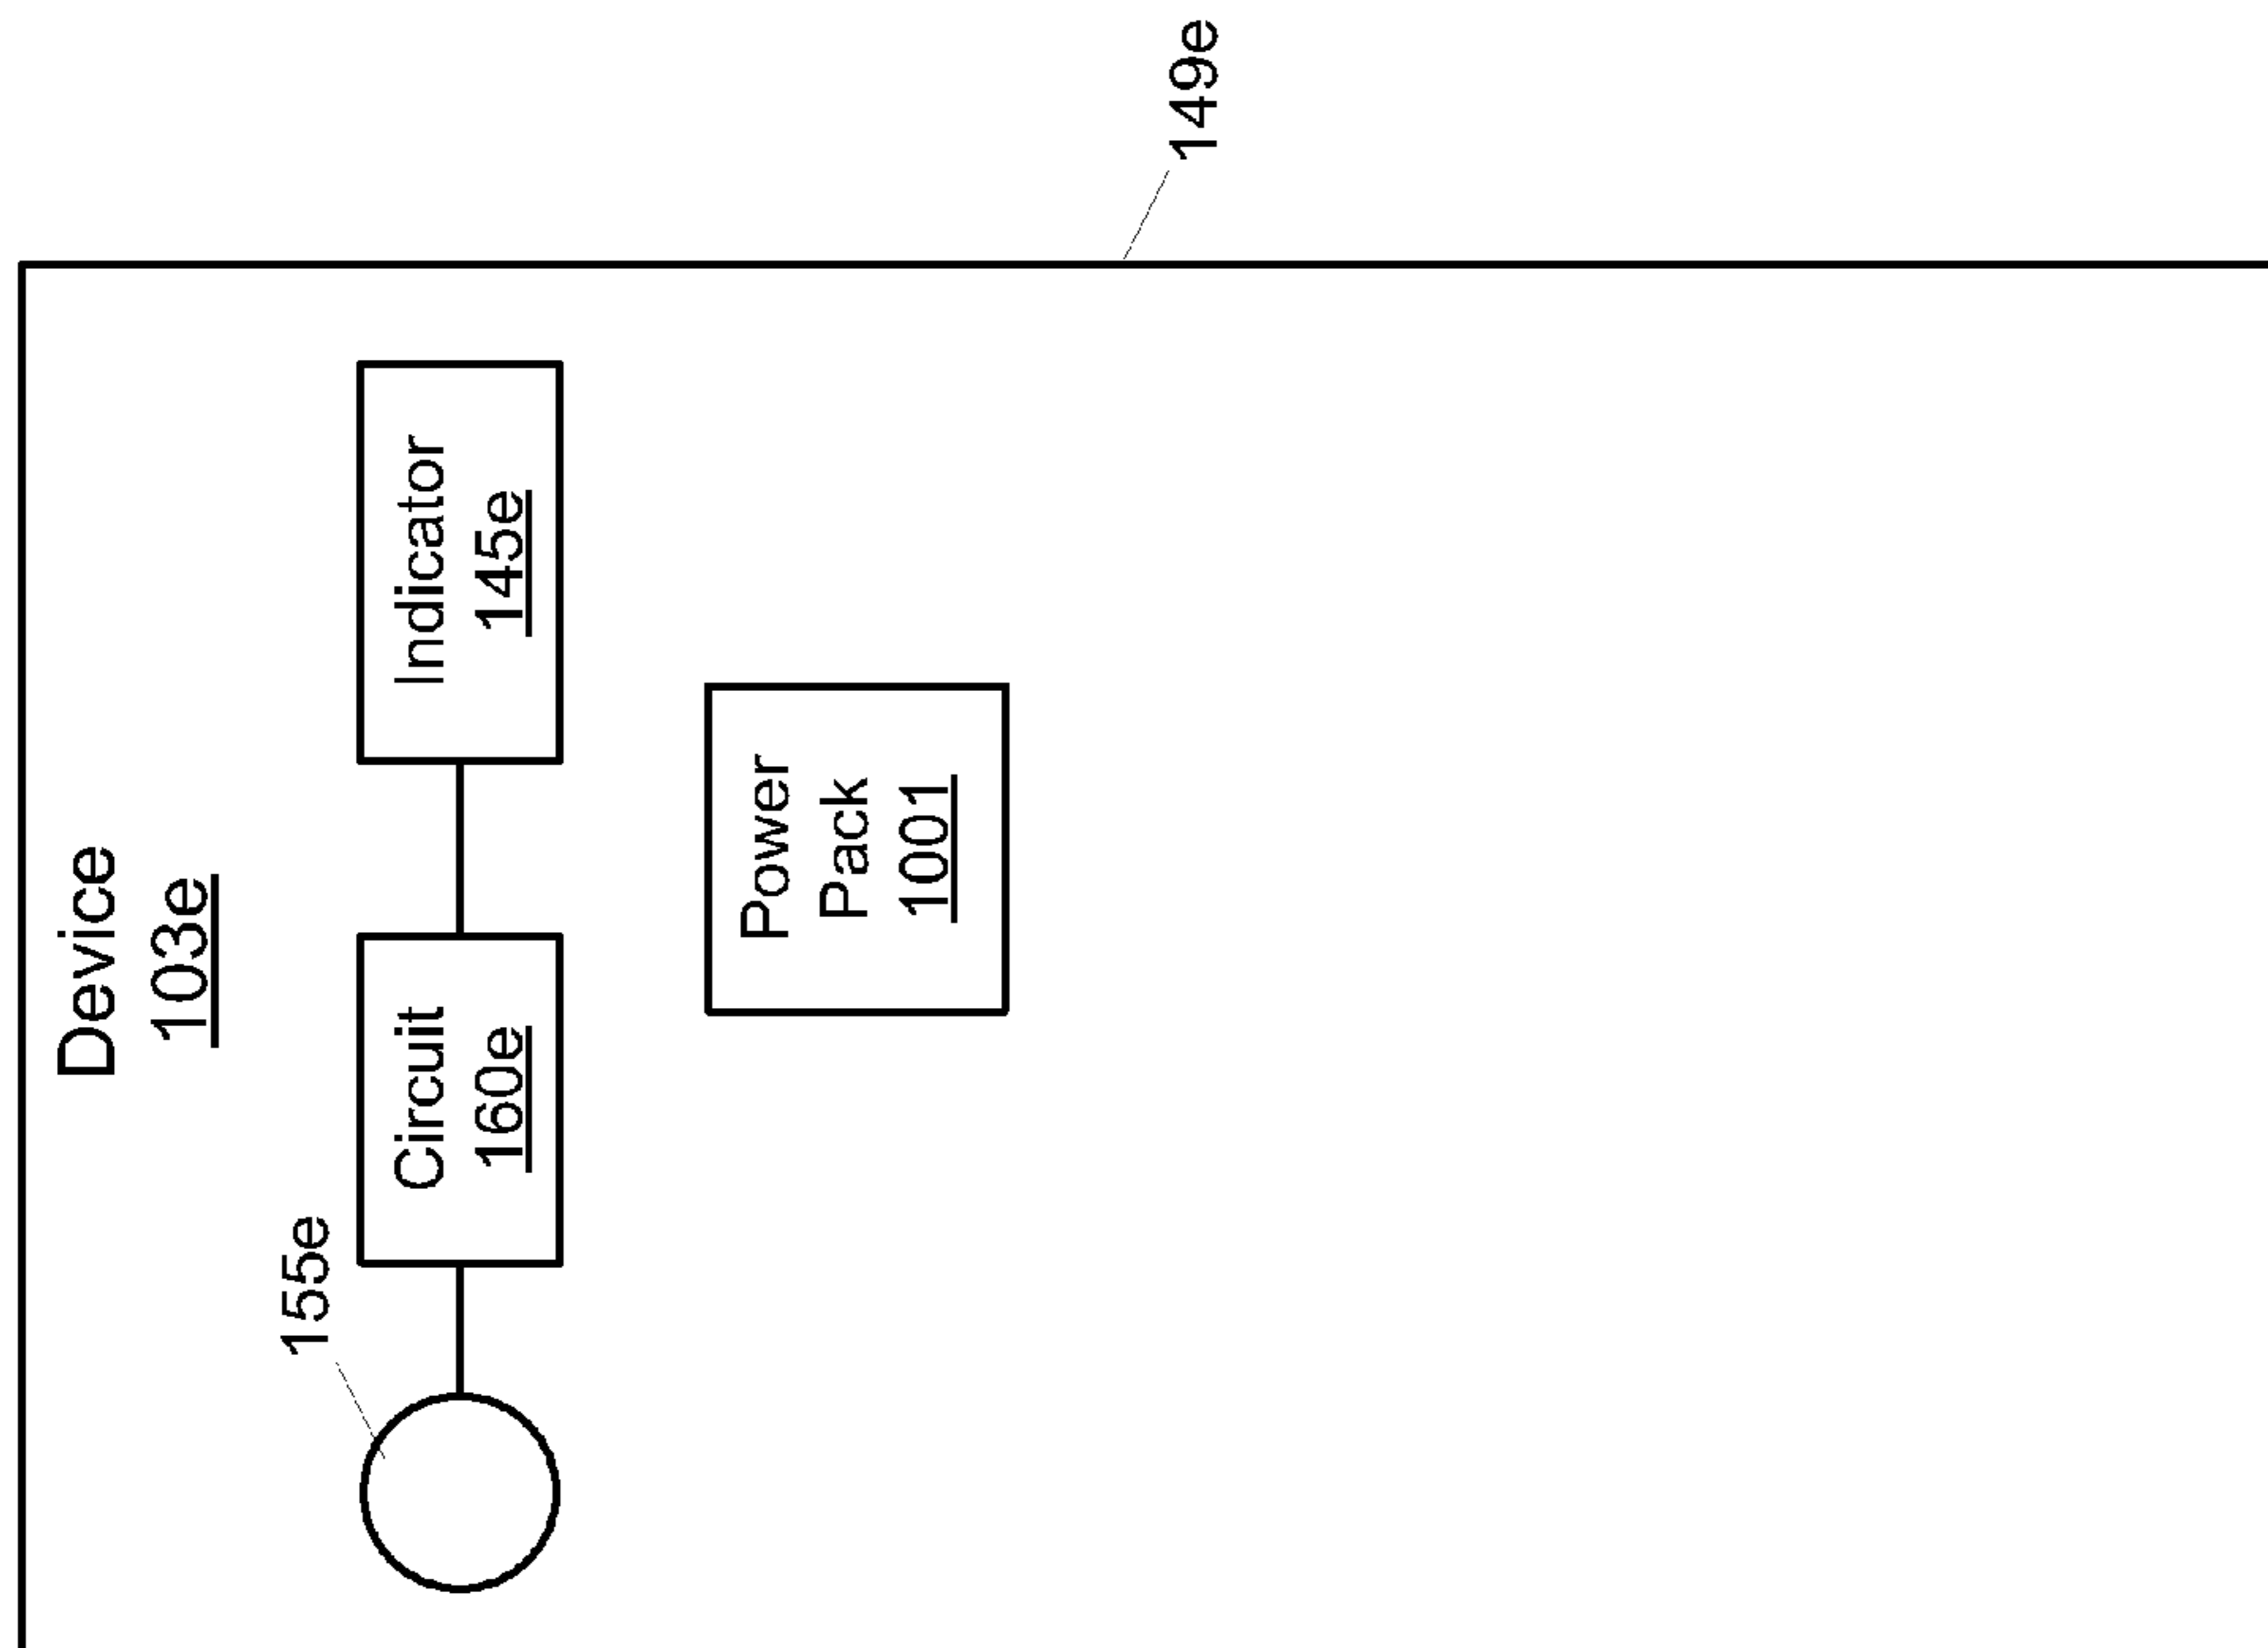 Device
103e
155e
Circuit
160e
Indicator
145e
Power
Pack
1001
149e